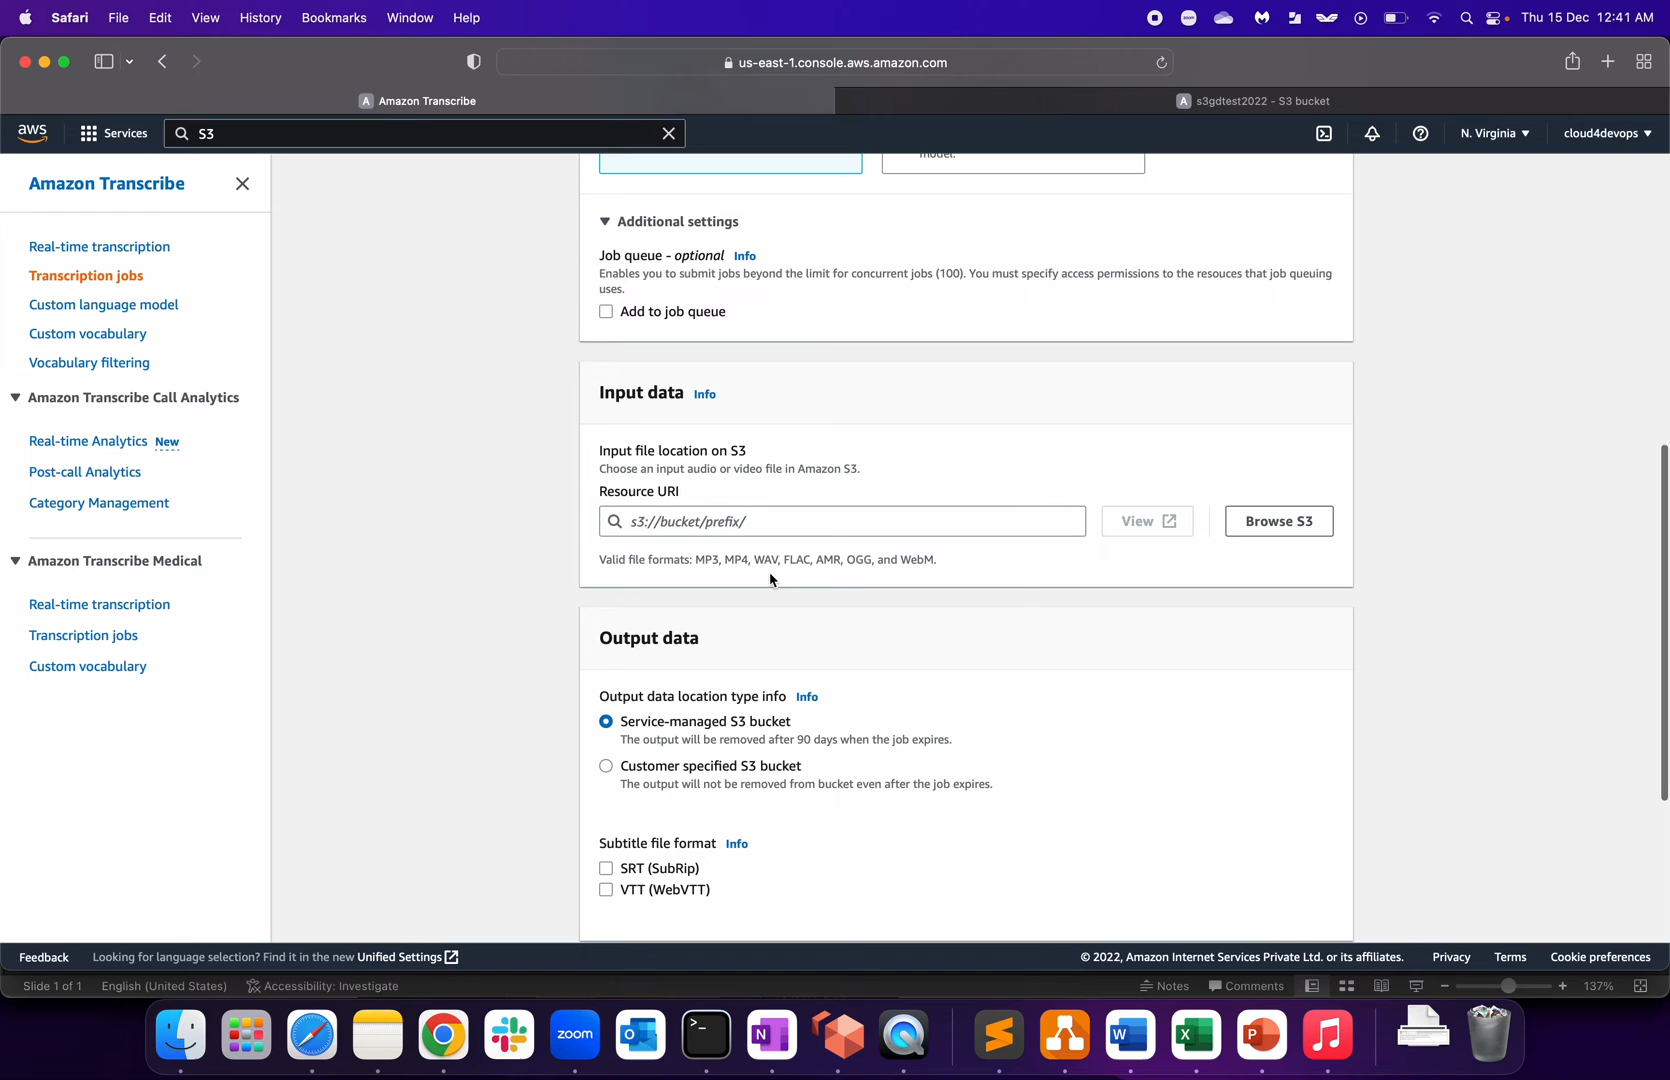 Safari File Edit View History Bookmarks Window Help
zoom
Thu 15 Dec 12:41 AM
us-east-1.console.aws.amazon.com
A Amazon Transcribe
A s3gdtest2022 - S3 bucket
aws Services S3 N. Virginia cloud4devops
Amazon Transcribe
Real-time transcription
Transcription jobs
Custom language model
Custom vocabulary
Vocabulary filtering
Amazon Transcribe Call Analytics
Real-time Analytics New
Post-call Analytics
Category Management
Amazon Transcribe Medical
Real-time transcription
Transcription jobs
Custom vocabulary
model.
Additional settings
Job queue - optional Info
Enables you to submit jobs beyond the limit for concurrent jobs (100). You must specify access permissions to the resouces that job queuing
uses.
Add to job queue
Input data Info
Input file location on S3
Choose an input audio or video file in Amazon S3.
Resource URI
s3://bucket/prefix/ View Browse S3
Valid file formats: MP3, MP4, WAV, FLAC, AMR, OGG, and WebM.
Output data
Output data location type info Info
Service-managed S3 bucket
The output will be removed after 90 days when the job expires.
Customer specified S3 bucket
The output will not be removed from bucket even after the job expires.
Subtitle file format Info
SRT (SubRip)
VTT (WebVTT)
Feedback Looking for language selection? Find it in the new Unified Settings © 2022, Amazon Internet Services Private Ltd. or its affiliates. Privacy Terms Cookie preferences
Slide 1 of 1 English (United States) Accessibility: Investigate Notes Comments 137%
zoom O N W X P